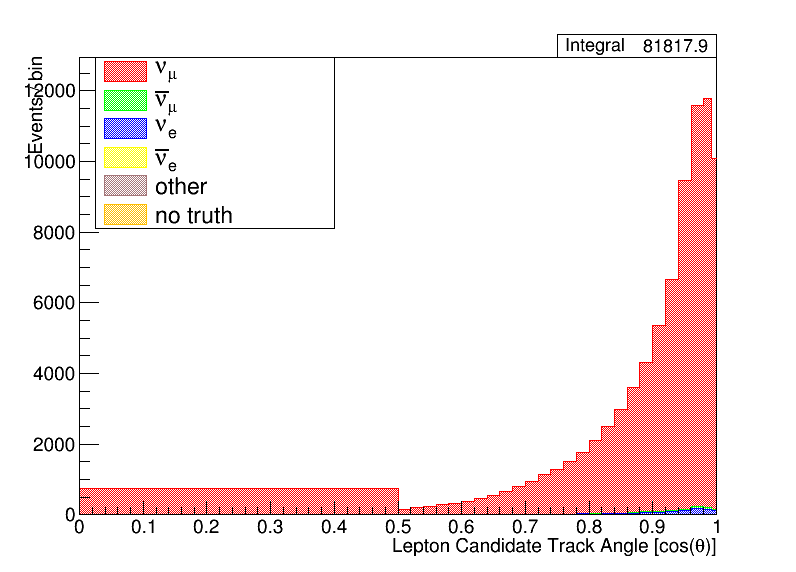 Integral 81817.9
Events / bin
ν μ
ν̅ μ
ν e
ν̅ e
other
no truth
12000
10000
8000
6000
4000
2000
0
0 0.1 0.2 0.3 0.4 0.5 0.6 0.7 0.8 0.9 1
Lepton Candidate Track Angle [cos(θ)]